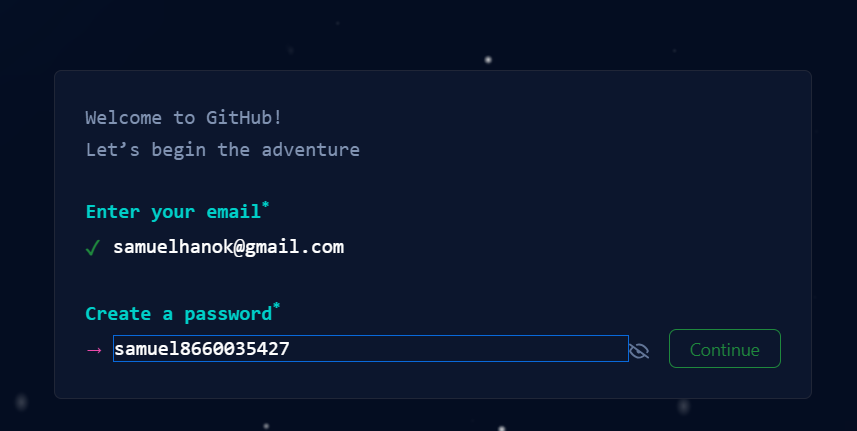 Welcome to GitHub!
Let’s begin the adventure
Enter your email*
✓ samuelhanok@gmail.com
Create a password*
→ samuel8660035427
Continue